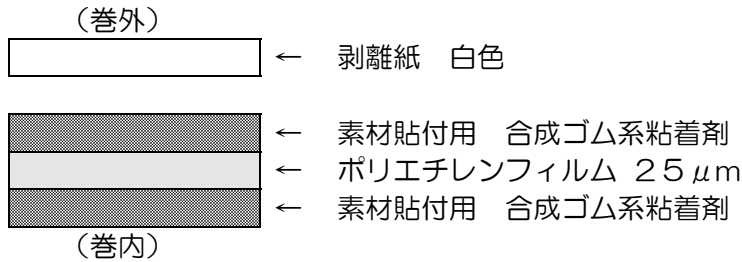 （巻外）
← 剥離紙　白色
← 素材貼付用　合成ゴム系粘着剤
← ポリエチレンフィルム ２５μｍ
← 素材貼付用　合成ゴム系粘着剤
（巻内）